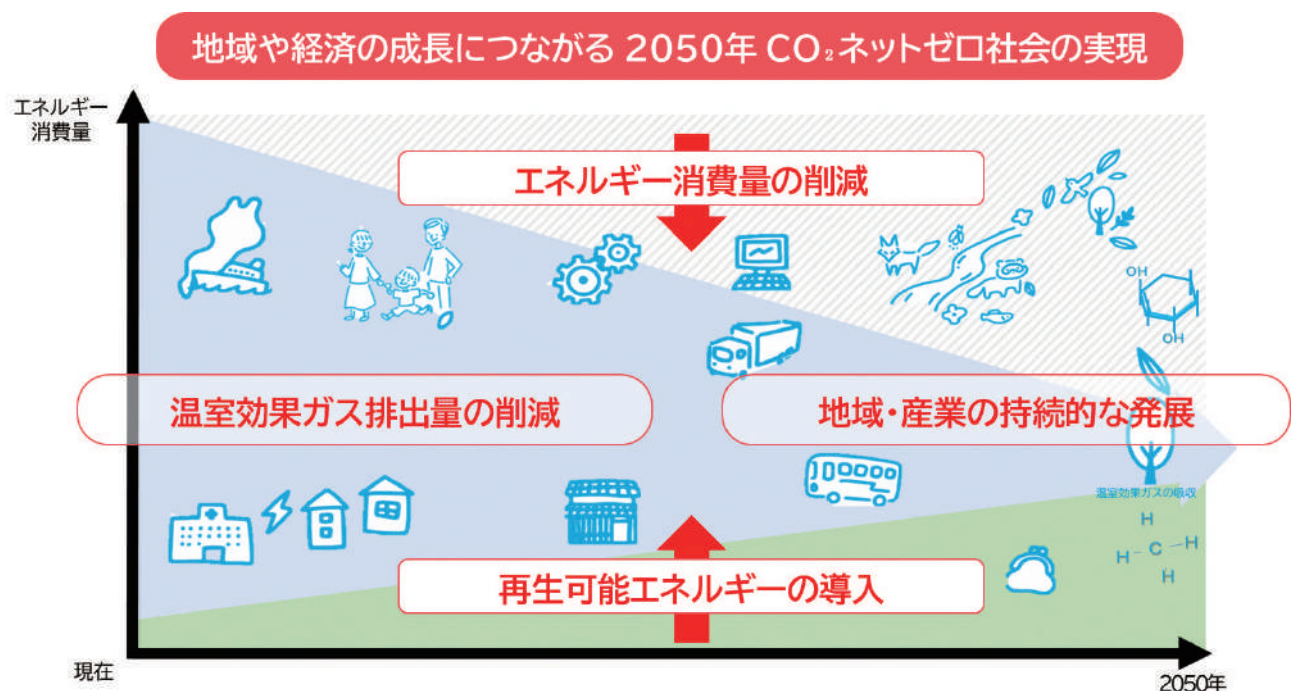 地域や経済の成長につながる 2050年 CO₂ネットゼロ社会の実現
エネルギー
消費量
エネルギー消費量の削減
OH
OH
温室効果ガス排出量の削減
地域・産業の持続的な発展
温室効果ガスの吸収
H
H-C-H
H
再生可能エネルギーの導入
現在
2050年